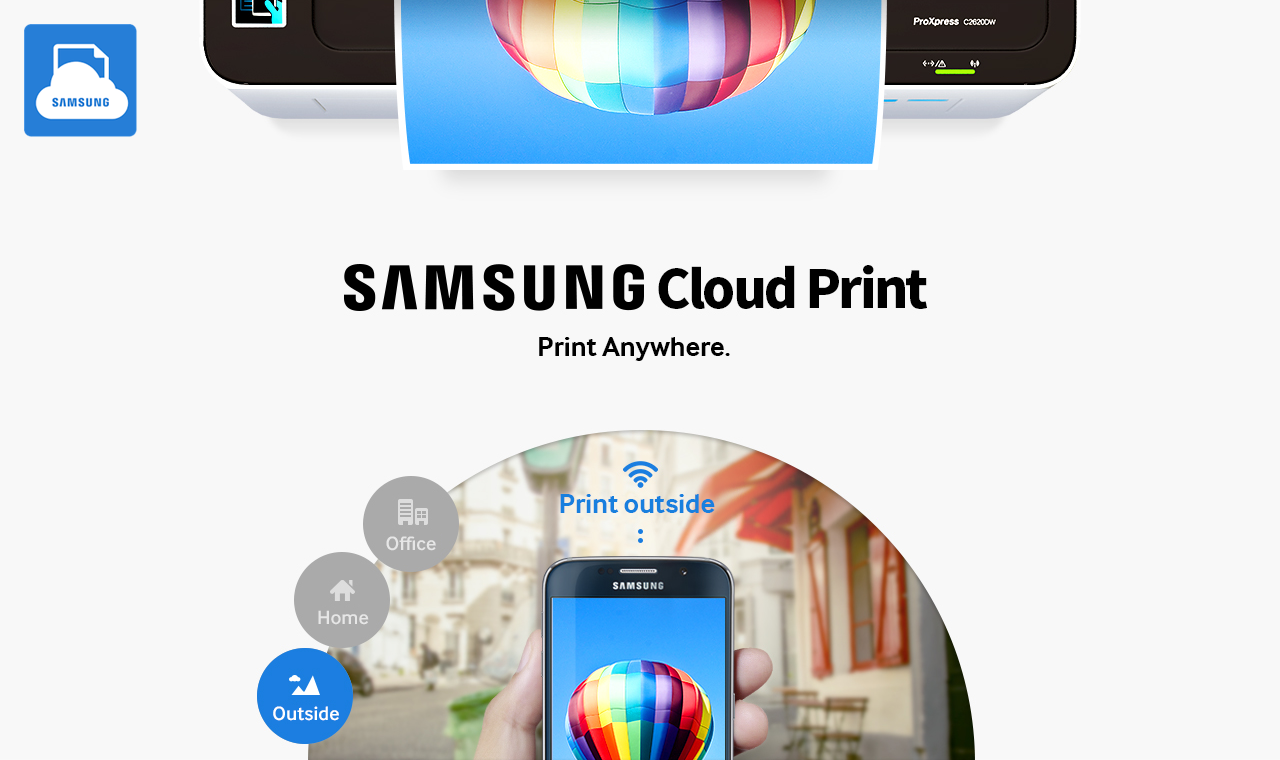 ProXpress C2620DW
SAMSUNG
SAMSUNG Cloud Print
Print Anywhere.
Print outside
Office
SAMSUNG
Home
Outside